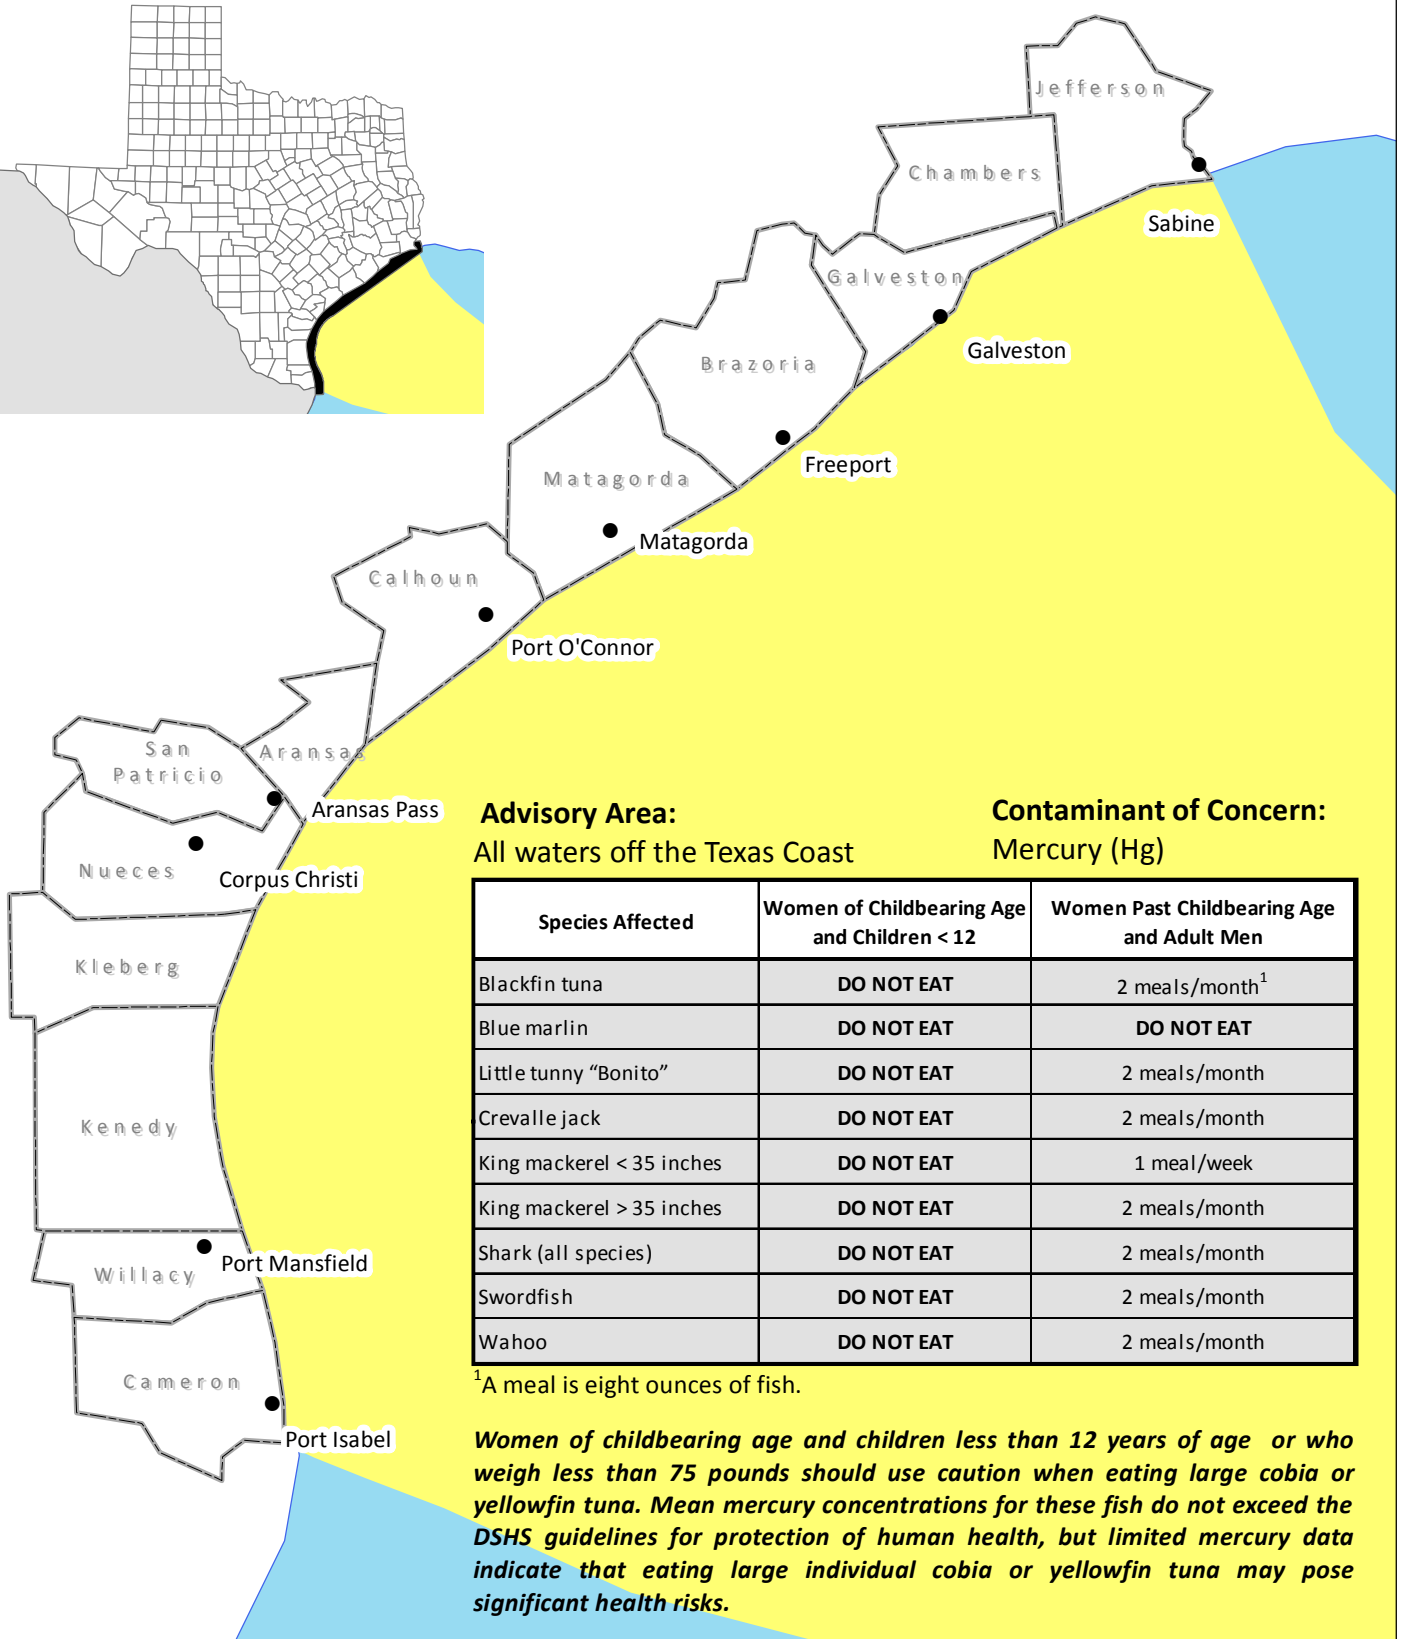 Jefferson
Chambers
Sabine
Galveston
Galveston
Brazoria
Freeport
Matagorda
Matagorda
Calhoun
Port O'Connor
San
Patricio
Aransas
Aransas Pass
Nueces
Corpus Christi
Kleberg
Kenedy
Port Mansfield
Willacy
Cameron
Port Isabel
Advisory Area:
All waters off the Texas Coast
Contaminant of Concern:
Mercury (Hg)
Species Affected
Women of Childbearing Age
and Children < 12
Women Past Childbearing Age
and Adult Men
Blackfin tuna DO NOT EAT 2 meals/month¹
Blue marlin DO NOT EAT DO NOT EAT
Little tunny “Bonito” DO NOT EAT 2 meals/month
Crevalle jack DO NOT EAT 2 meals/month
King mackerel < 35 inches DO NOT EAT 1 meal/week
King mackerel > 35 inches DO NOT EAT 2 meals/month
Shark (all species) DO NOT EAT 2 meals/month
Swordfish DO NOT EAT 2 meals/month
Wahoo DO NOT EAT 2 meals/month
¹A meal is eight ounces of fish.
Women of childbearing age and children less than 12 years of age or who
weigh less than 75 pounds should use caution when eating large cobia or
yellowfin tuna. Mean mercury concentrations for these fish do not exceed the
DSHS guidelines for protection of human health, but limited mercury data
indicate that eating large individual cobia or yellowfin tuna may pose
significant health risks.